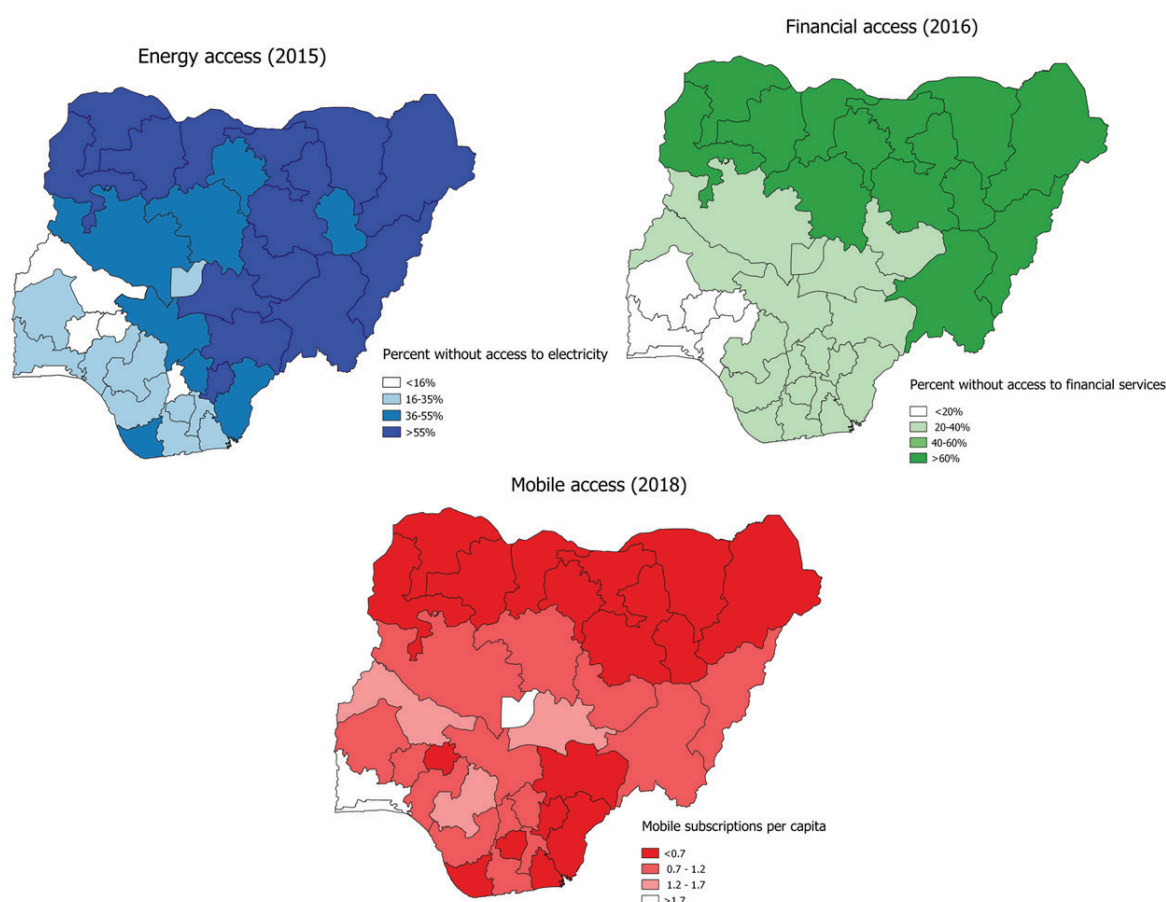 Energy access (2015)
Financial access (2016)
Percent without access to electricity
<16%
16-35%
36-55%
>55%
Percent without access to financial services
<20%
20-40%
40-60%
>60%
Mobile access (2018)
Mobile subscriptions per capita
<0.7
0.7 - 1.2
1.2 - 1.7
>1.7